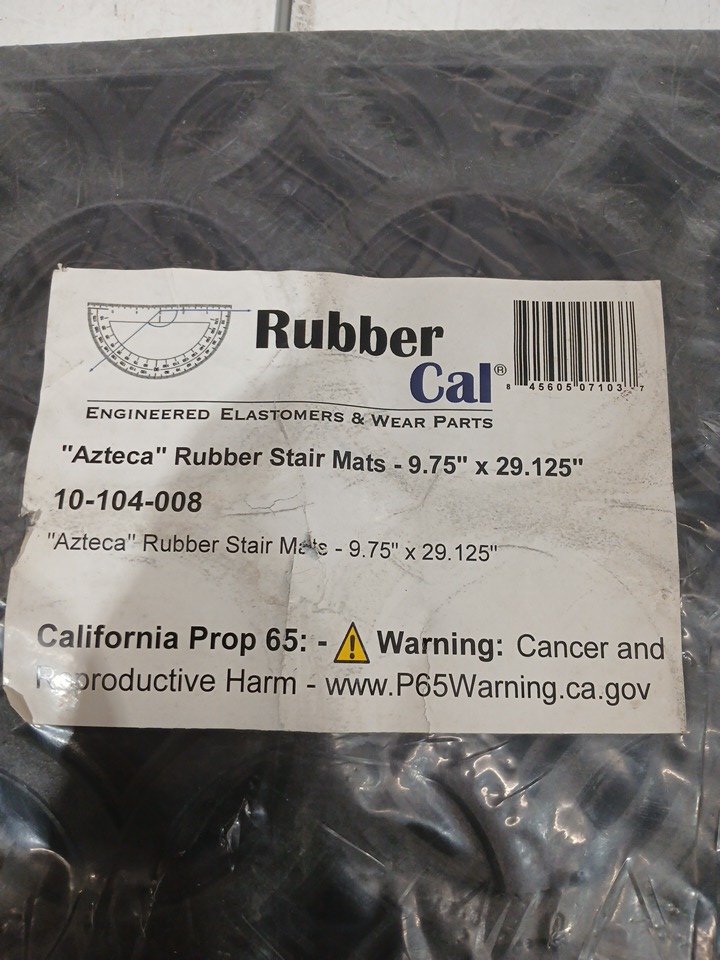 Rubber
Cal®
ENGINEERED ELASTOMERS & WEAR PARTS
8 45605 07103 7
"Azteca" Rubber Stair Mats - 9.75" x 29.125"
10-104-008
"Azteca" Rubber Stair Mats - 9.75" x 29.125"
California Prop 65: - Warning: Cancer and
Reproductive Harm - www.P65Warning.ca.gov